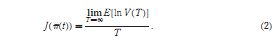 J(π(t)) = lim_{T→∞} E[ln V(T)] / T . (2)